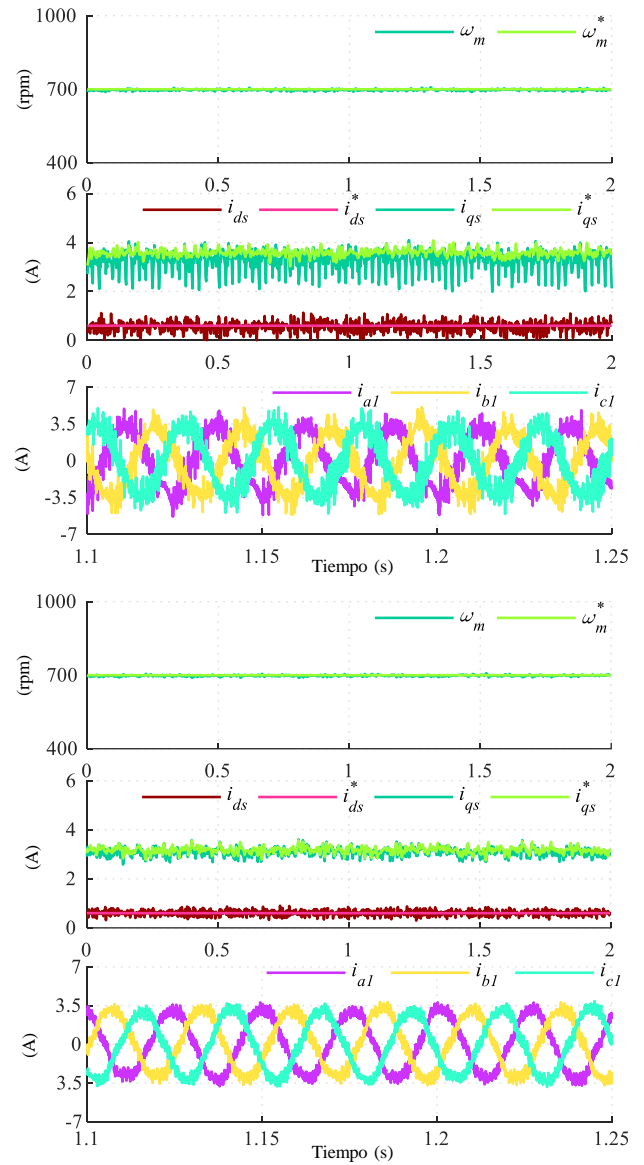 1000
ω_m ω_m^*
(rpm)
700
400
0 0.5 1 1.5 2
6
i_ds i_ds^* i_qs i_qs^*
4
(A)
2
0
0 0.5 1 1.5 2
7
i_a1 i_b1 i_c1
3.5
(A)
0
-3.5
-7
1.1 1.15 1.2 1.25
Tiempo (s)
1000
ω_m ω_m^*
(rpm)
700
400
0 0.5 1 1.5 2
6
i_ds i_ds^* i_qs i_qs^*
4
(A)
2
0
0 0.5 1 1.5 2
7
i_a1 i_b1 i_c1
3.5
(A)
0
3.5
-7
1.1 1.15 1.2 1.25
Tiempo (s)